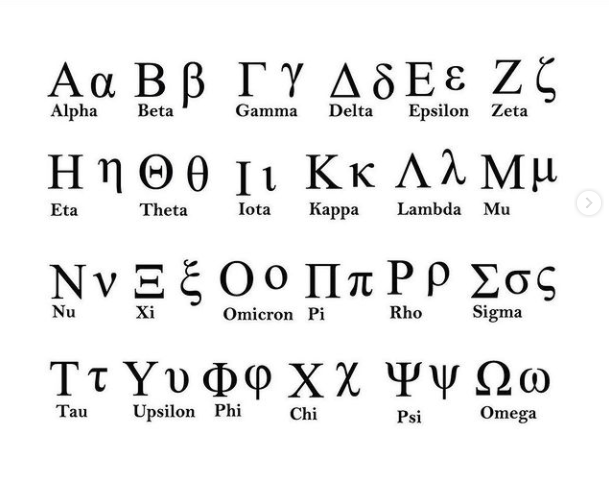 Α α Β β Γ γ Δ δ Ε ε Ζ ζ
Alpha Beta Gamma Delta Epsilon Zeta
Η η Θ θ Ι ι Κ κ Λ λ Μ μ
Eta Theta Iota Kappa Lambda Mu
Ν ν Ξ ξ Ο ο Π π Ρ ρ Σ σ ς
Nu Xi Omicron Pi Rho Sigma
Τ τ Υ υ Φ φ Χ χ Ψ ψ Ω ω
Tau Upsilon Phi Chi Psi Omega